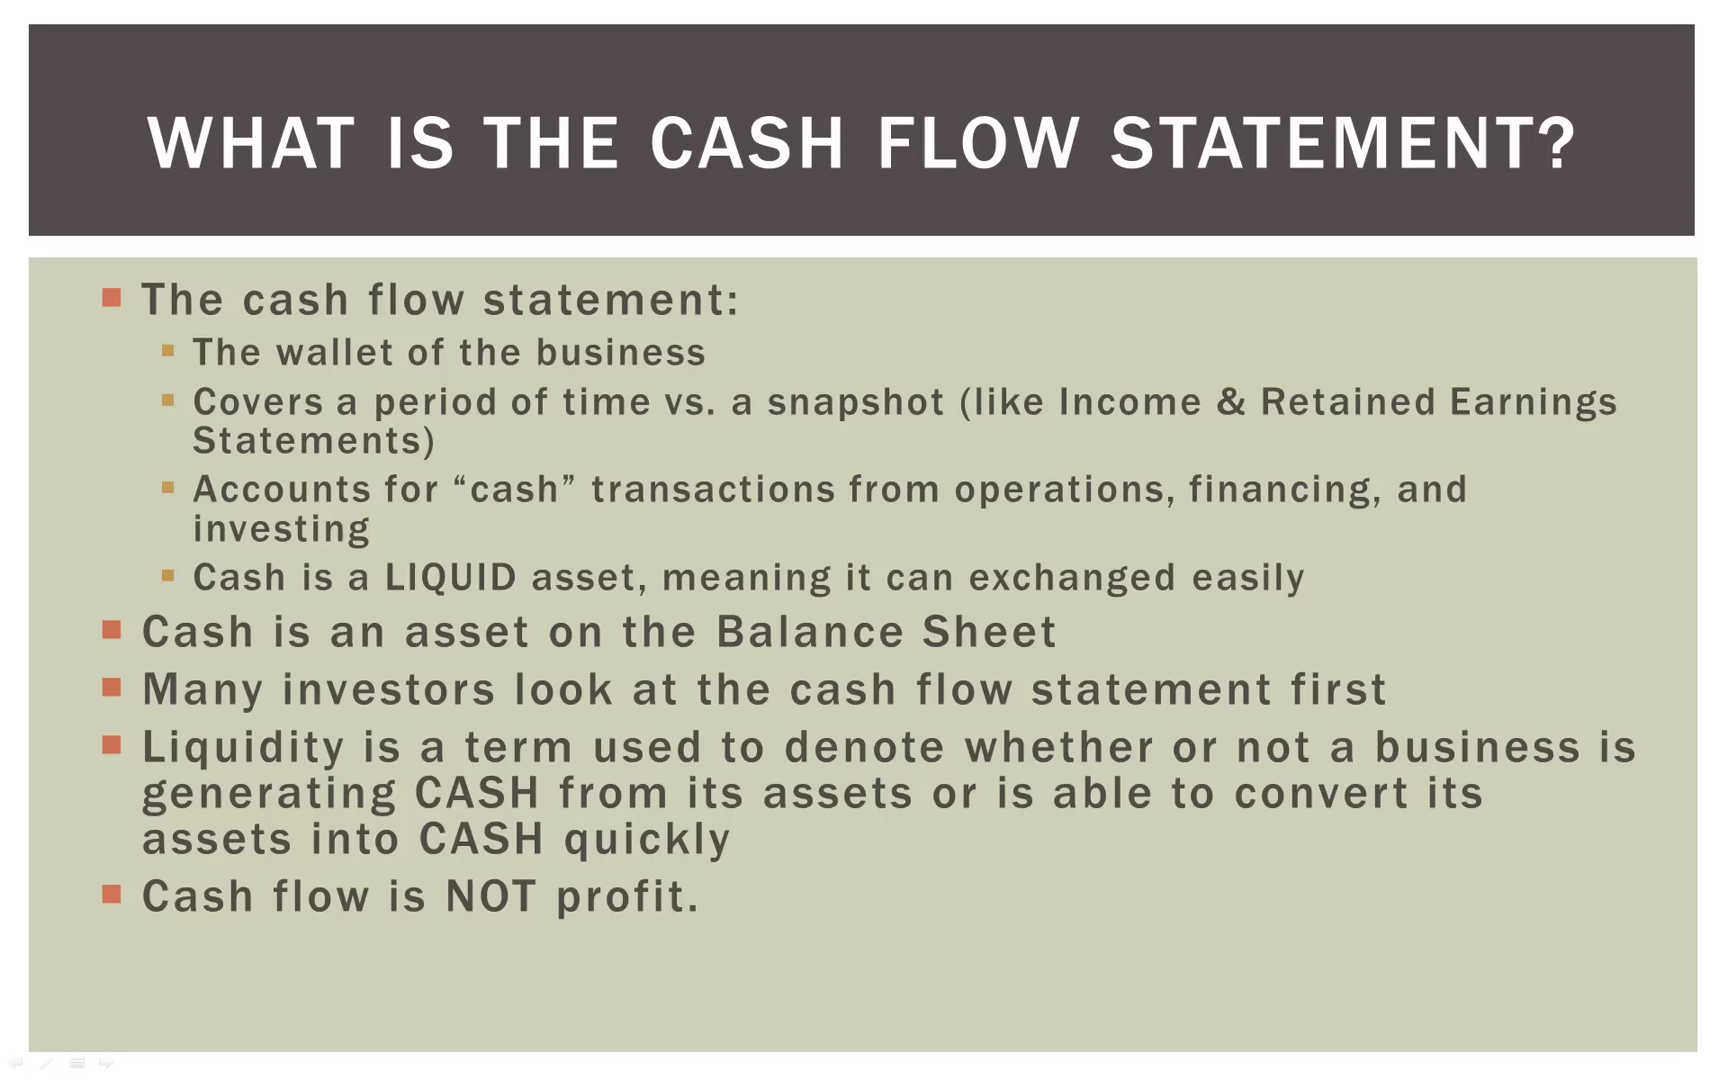 WHAT IS THE CASH FLOW STATEMENT?
The cash flow statement:
The wallet of the business
Covers a period of time vs. a snapshot (like Income & Retained Earnings
Statements)
Accounts for “cash” transactions from operations, financing, and
investing
Cash is a LIQUID asset, meaning it can exchanged easily
Cash is an asset on the Balance Sheet
Many investors look at the cash flow statement first
Liquidity is a term used to denote whether or not a business is
generating CASH from its assets or is able to convert its
assets into CASH quickly
Cash flow is NOT profit.